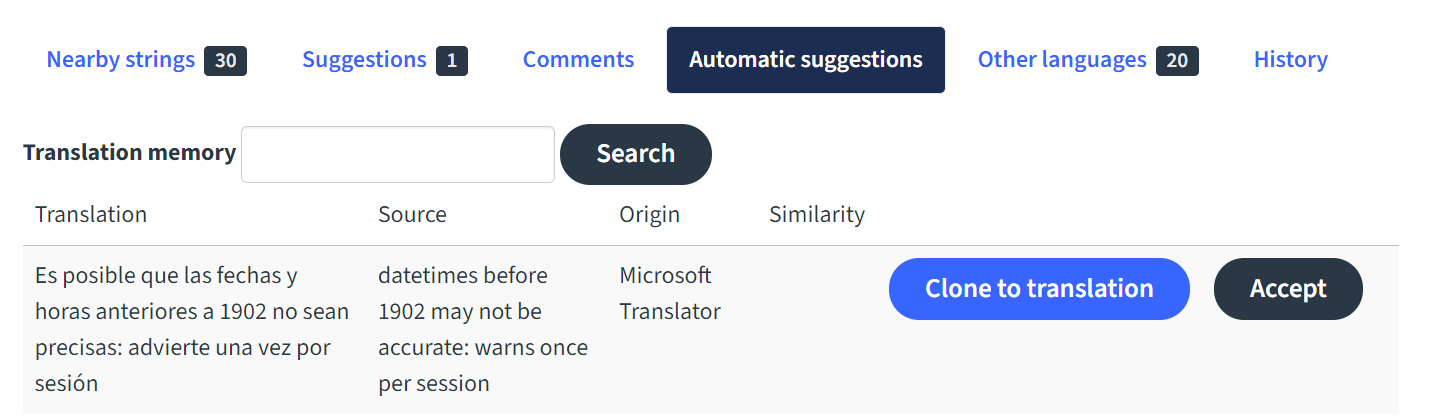 Nearby strings 30 Suggestions 1 Comments Automatic suggestions Other languages 20 History
Translation memory Search
Translation Source Origin Similarity
Es posible que las fechas y datetimes before Microsoft Clone to translation Accept
horas anteriores a 1902 no sean 1902 may not be Translator
precisas: advierte una vez por accurate: warns once
sesión per session